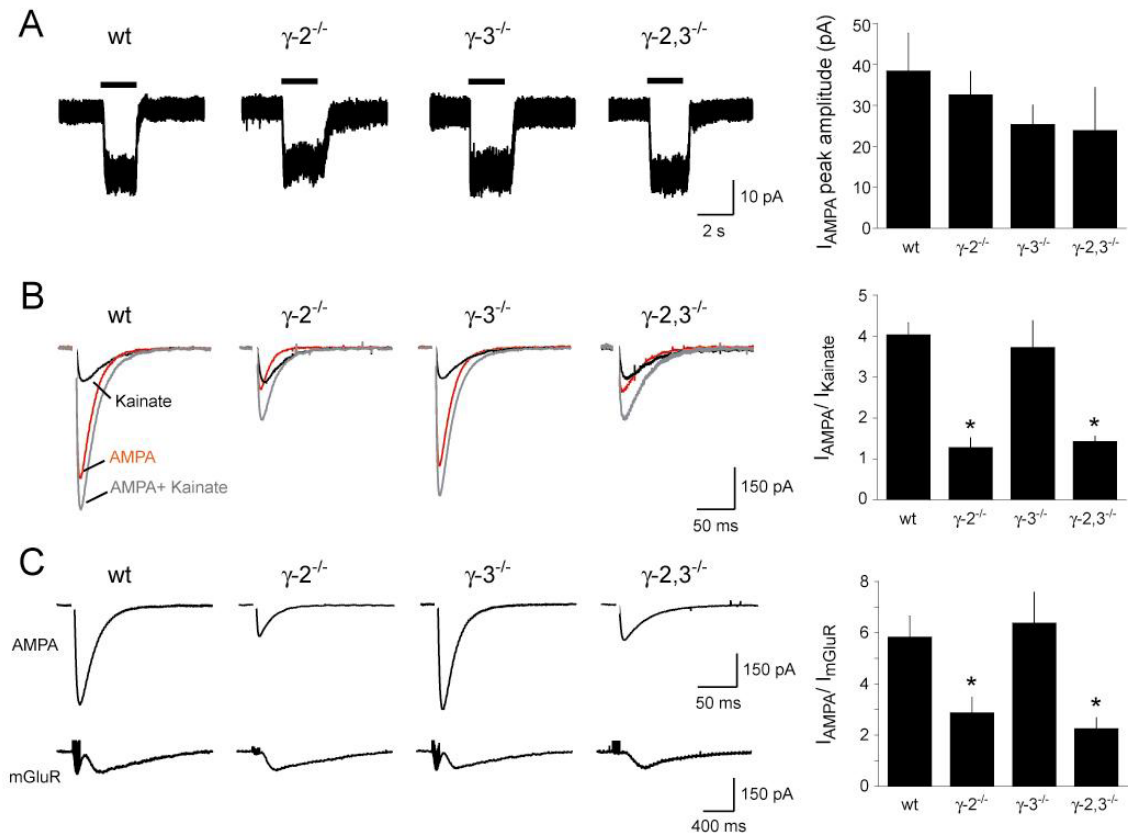 A
wt
γ-2-/-
γ-3-/-
γ-2,3-/-
10 pA
2 s
IAMPA peak amplitude (pA)
50
40
30
20
10
0
wt
γ-2-/-
γ-3-/-
γ-2,3-/-
B
wt
γ-2-/-
γ-3-/-
γ-2,3-/-
Kainate
AMPA
AMPA+ Kainate
150 pA
50 ms
IAMPA/ IKainate
5
4
3
2
1
0
*
*
wt
γ-2-/-
γ-3-/-
γ-2,3-/-
C
wt
γ-2-/-
γ-3-/-
γ-2,3-/-
AMPA
150 pA
50 ms
mGluR
150 pA
400 ms
IAMPA/ ImGluR
8
6
4
2
0
*
*
wt
γ-2-/-
γ-3-/-
γ-2,3-/-